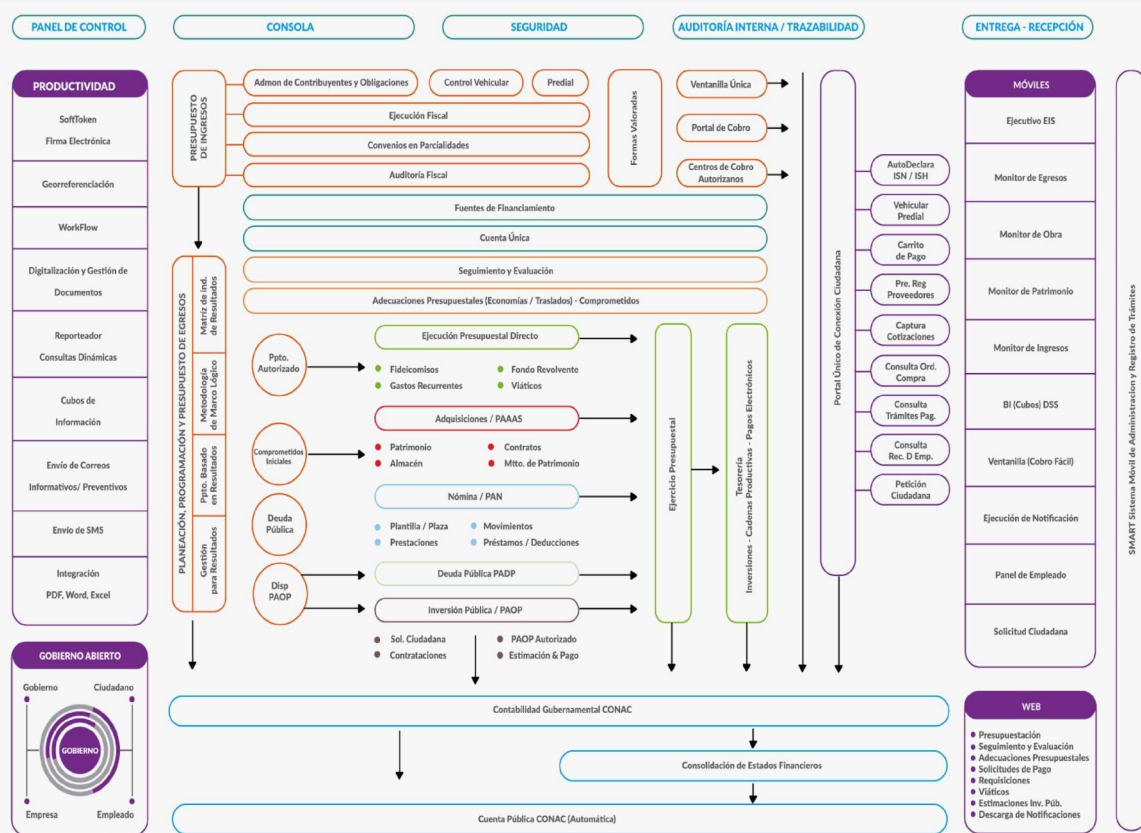 PANEL DE CONTROL
CONSOLA
SEGURIDAD
AUDITORÍA INTERNA / TRAZABILIDAD
ENTREGA - RECEPCIÓN
PRODUCTIVIDAD
SoftToken
Firma Electrónica
Georreferenciación
WorkFlow
Digitalización y Gestión de
Documentos
Reporteador
Consultas Dinámicas
Cubos de
Información
Envío de Correos
Informativos/ Preventivos
Envío de SMS
Integración
PDF, Word, Excel
GOBIERNO ABIERTO
Gobierno
Ciudadano
GOBIERNO
Empresa
Empleado
PRESUPUESTO
DE INGRESOS
Admon de Contribuyentes y Obligaciones
Control Vehicular
Predial
Ejecución Fiscal
Convenios en Parcialidades
Auditoría Fiscal
Formas Valoradas
Ventanilla Única
Portal de Cobro
Centros de Cobro
Autorizanos
Fuentes de Financiamiento
Cuenta Única
Seguimiento y Evaluación
Adecuaciones Presupuestales (Economías / Traslados) - Comprometidos
PLANEACIÓN, PROGRAMACIÓN Y PRESUPUESTO DE EGRESOS
Matriz de ind.
de Resultados
Metodología
de Marco Lógico
Ppto. Basado
en Resultados
Gestión
para Resultados
Ppto.
Autorizado
Comprometidos
Iniciales
Deuda
Pública
Disp
PAOP
Ejecución Presupuestal Directo
Fideicomisos
Fondo Revolvente
Gastos Recurrentes
Viáticos
Adquisiciones / PAAAS
Patrimonio
Contratos
Almacén
Mtto. de Patrimonio
Nómina / PAN
Plantilla / Plaza
Movimientos
Prestaciones
Préstamos / Deducciones
Deuda Pública PADP
Inversión Pública / PAOP
Sol. Ciudadana
PAOP Autorizado
Contrataciones
Estimación & Pago
Ejercicio Presupuestal
Tesorería
Inversiones - Cadenas Productivas - Pagos Electrónicos
Portal Único de Conexión Ciudadana
AutoDeclara
ISN / ISH
Vehicular
Predial
Carrito
de Pago
Pre. Reg
Proveedores
Captura
Cotizaciones
Consulta Ord.
Compra
Consulta
Trámites Pag.
Consulta
Rec. D Emp.
Petición
Ciudadana
Contabilidad Gubernamental CONAC
Consolidación de Estados Financieros
Cuenta Pública CONAC (Automática)
MÓVILES
Ejecutivo EIS
Monitor de Egresos
Monitor de Obra
Monitor de Patrimonio
Monitor de Ingresos
BI (Cubos) DSS
Ventanilla (Cobro Fácil)
Ejecución de Notificación
Panel de Empleado
Solicitud Ciudadana
WEB
Presupuestación
Seguimiento y Evaluación
Adecuaciones Presupuestales
Solicitudes de Pago
Requisiciones
Viáticos
Estimaciones Inv. Púb.
Descarga de Notificaciones
SMART Sistema Móvil de Administracion y Registro de Trámites